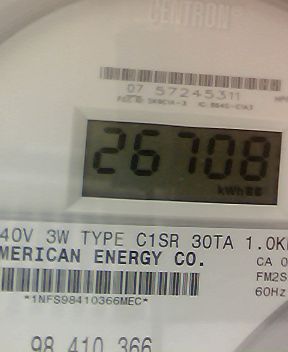 CENTRON
07 57245311
26708
kWh
40V 3W TYPE C1SR 30TA 1.0K
MERICAN ENERGY CO.
CA 0
FM2S
60Hz
*1NFS98410366MEC*
98 410 366